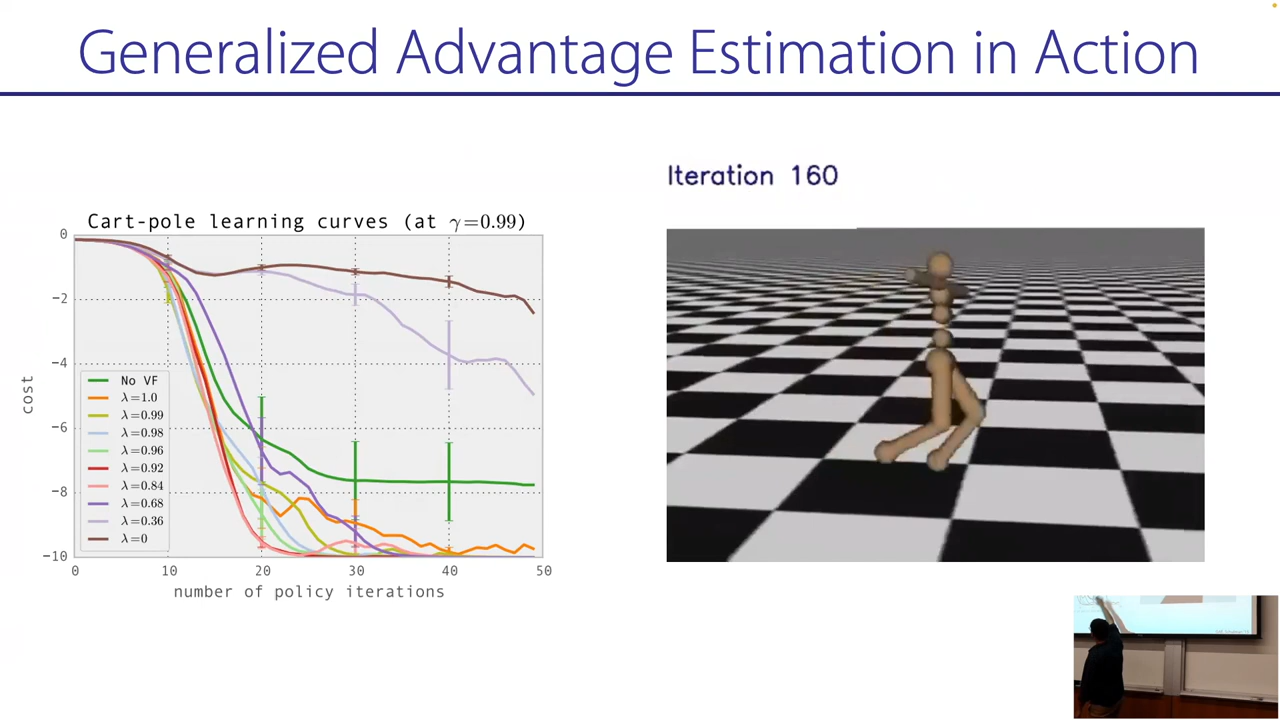 Generalized Advantage Estimation in Action
Iteration 160
Cart-pole learning curves (at γ=0.99)
cost
0
−2
−4
−6
−8
−10
No VF
λ=1.0
λ=0.99
λ=0.98
λ=0.96
λ=0.92
λ=0.84
λ=0.68
λ=0.36
λ=0
0 10 20 30 40 50
number of policy iterations